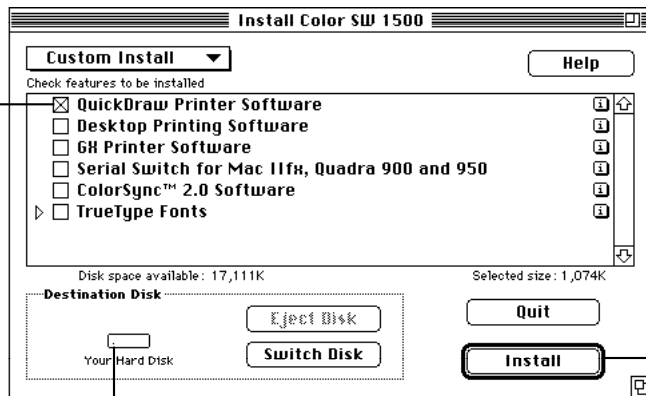 Install Color SW 1500
Custom Install
Help
Check features to be installed
QuickDraw Printer Software
Desktop Printing Software
GX Printer Software
Serial Switch for Mac IIfx, Quadra 900 and 950
ColorSync™ 2.0 Software
TrueType Fonts
Disk space available : 17,111K
Selected size : 1,074K
Destination Disk
Eject Disk
Quit
Your Hard Disk
Switch Disk
Install